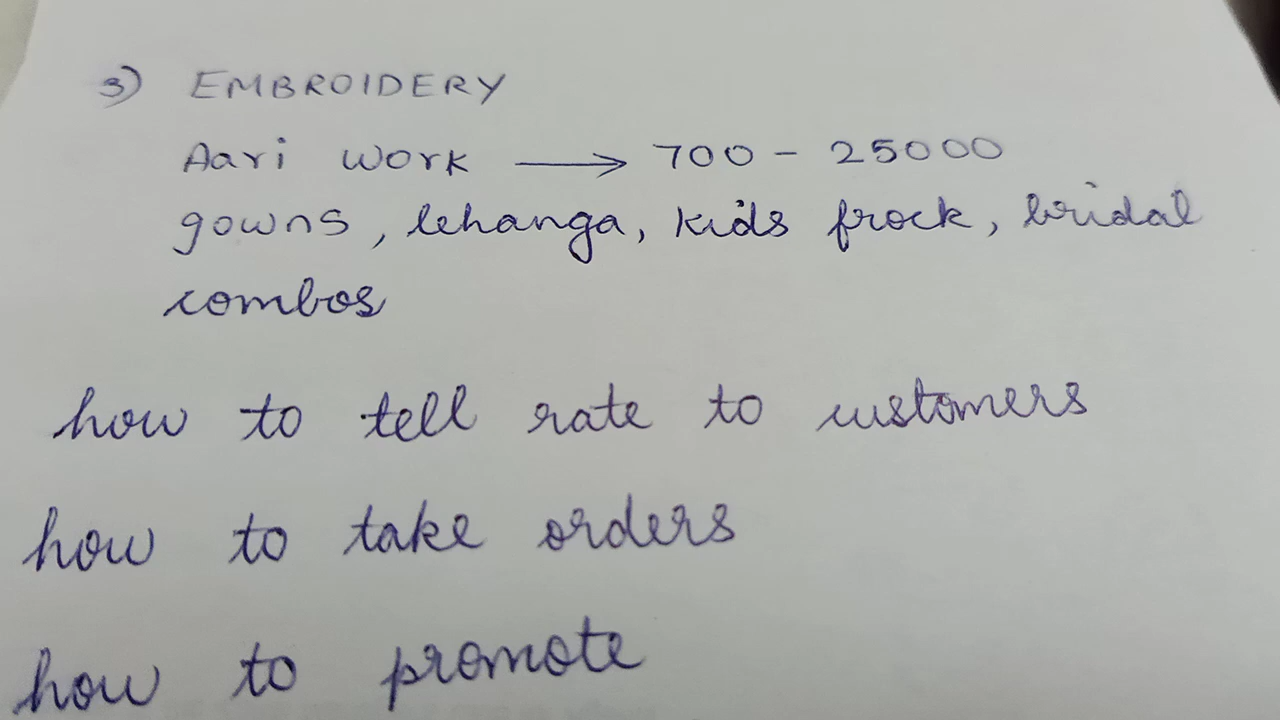 3) EMBROIDERY
Aari work → 700 - 25000
gowns, lehanga, kids frock, bridal
combos
how to tell rate to customers
how to take orders
how to promote